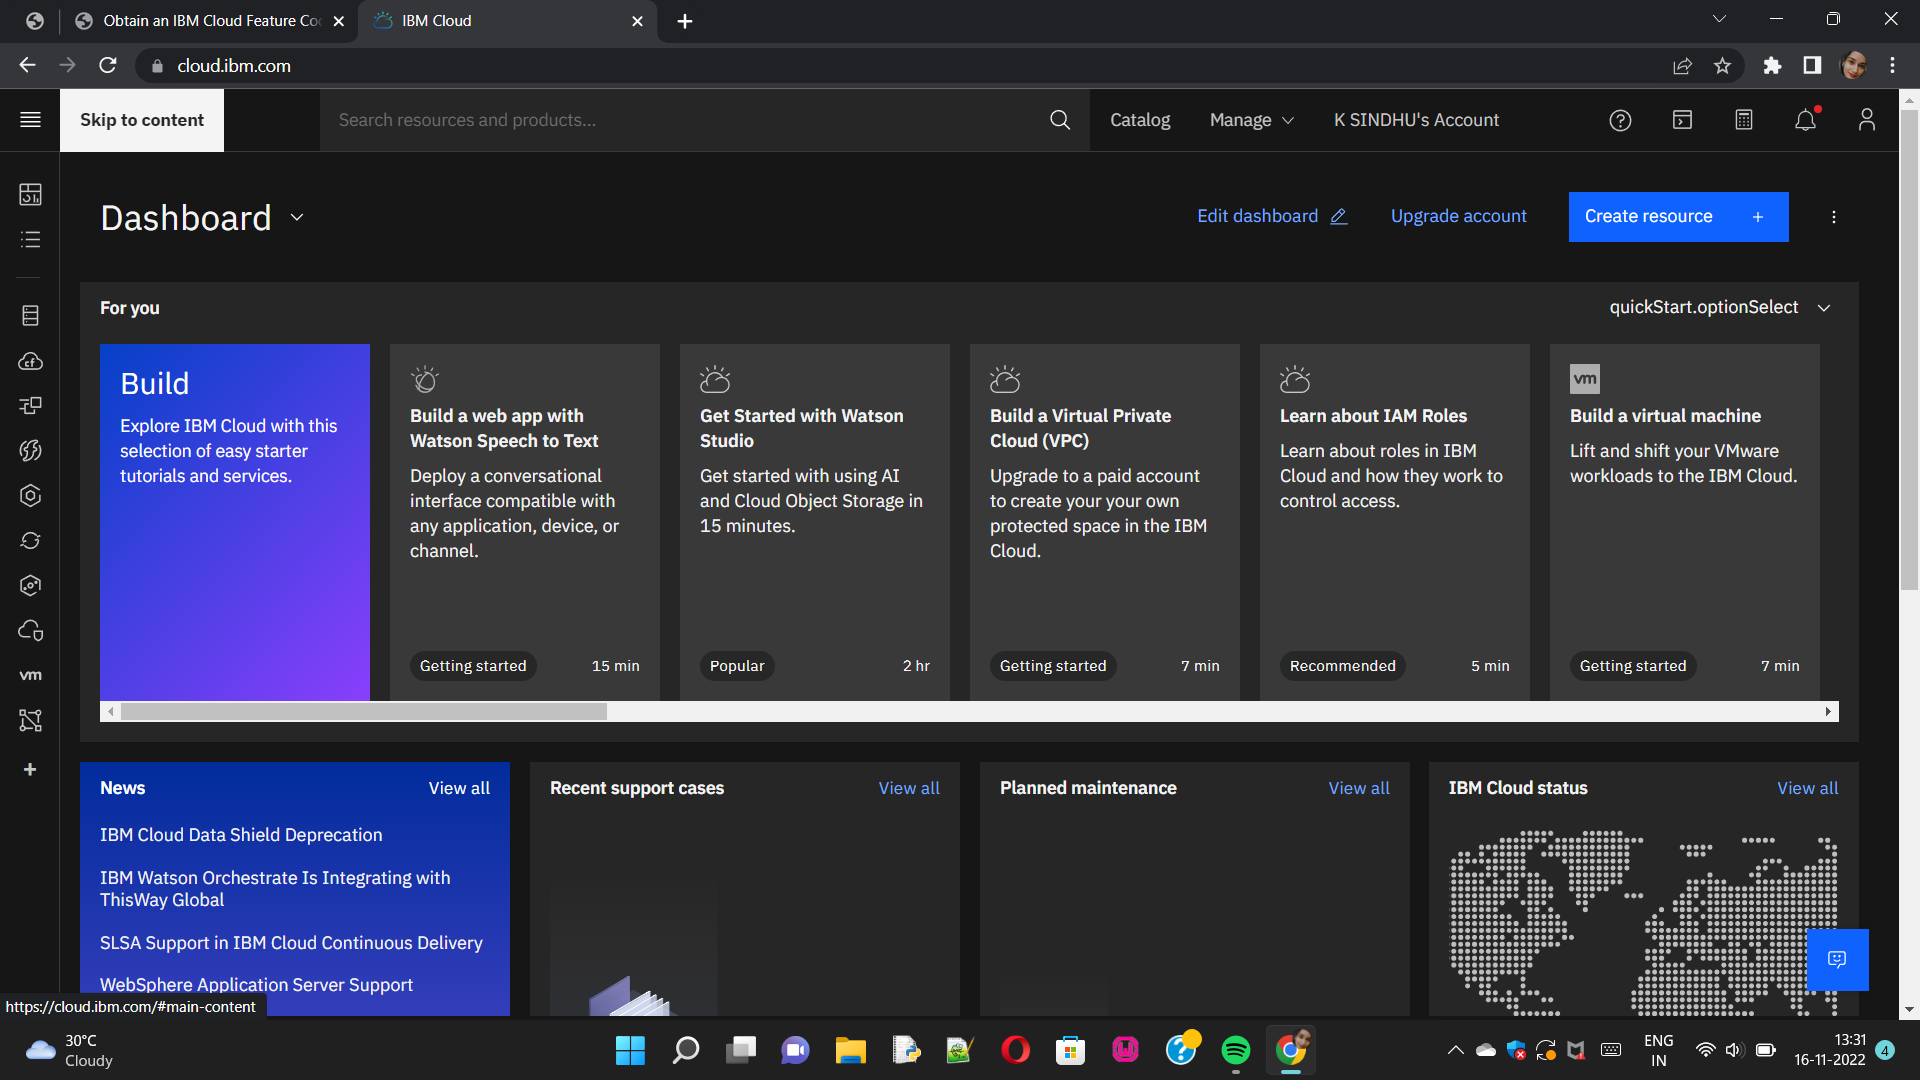 Obtain an IBM Cloud Feature Co
IBM Cloud
cloud.ibm.com
Skip to content
Search resources and products...
Catalog
Manage
K SINDHU's Account
Dashboard
Edit dashboard
Upgrade account
Create resource +
For you
quickStart.optionSelect
Build
Explore IBM Cloud with this
selection of easy starter
tutorials and services.
Build a web app with
Watson Speech to Text
Deploy a conversational
interface compatible with
any application, device, or
channel.
Getting started
15 min
Get Started with Watson
Studio
Get started with using AI
and Cloud Object Storage in
15 minutes.
Popular
2 hr
Build a Virtual Private
Cloud (VPC)
Upgrade to a paid account
to create your your own
protected space in the IBM
Cloud.
Getting started
7 min
Learn about IAM Roles
Learn about roles in IBM
Cloud and how they work to
control access.
Recommended
5 min
vm
Build a virtual machine
Lift and shift your VMware
workloads to the IBM Cloud.
Getting started
7 min
cf
vm
News
View all
IBM Cloud Data Shield Deprecation
IBM Watson Orchestrate Is Integrating with
ThisWay Global
SLSA Support in IBM Cloud Continuous Delivery
WebSphere Application Server Support
Recent support cases
View all
Planned maintenance
View all
IBM Cloud status
View all
https://cloud.ibm.com/#main-content
30°C
Cloudy
ENG
IN
13:31
16-11-2022
4